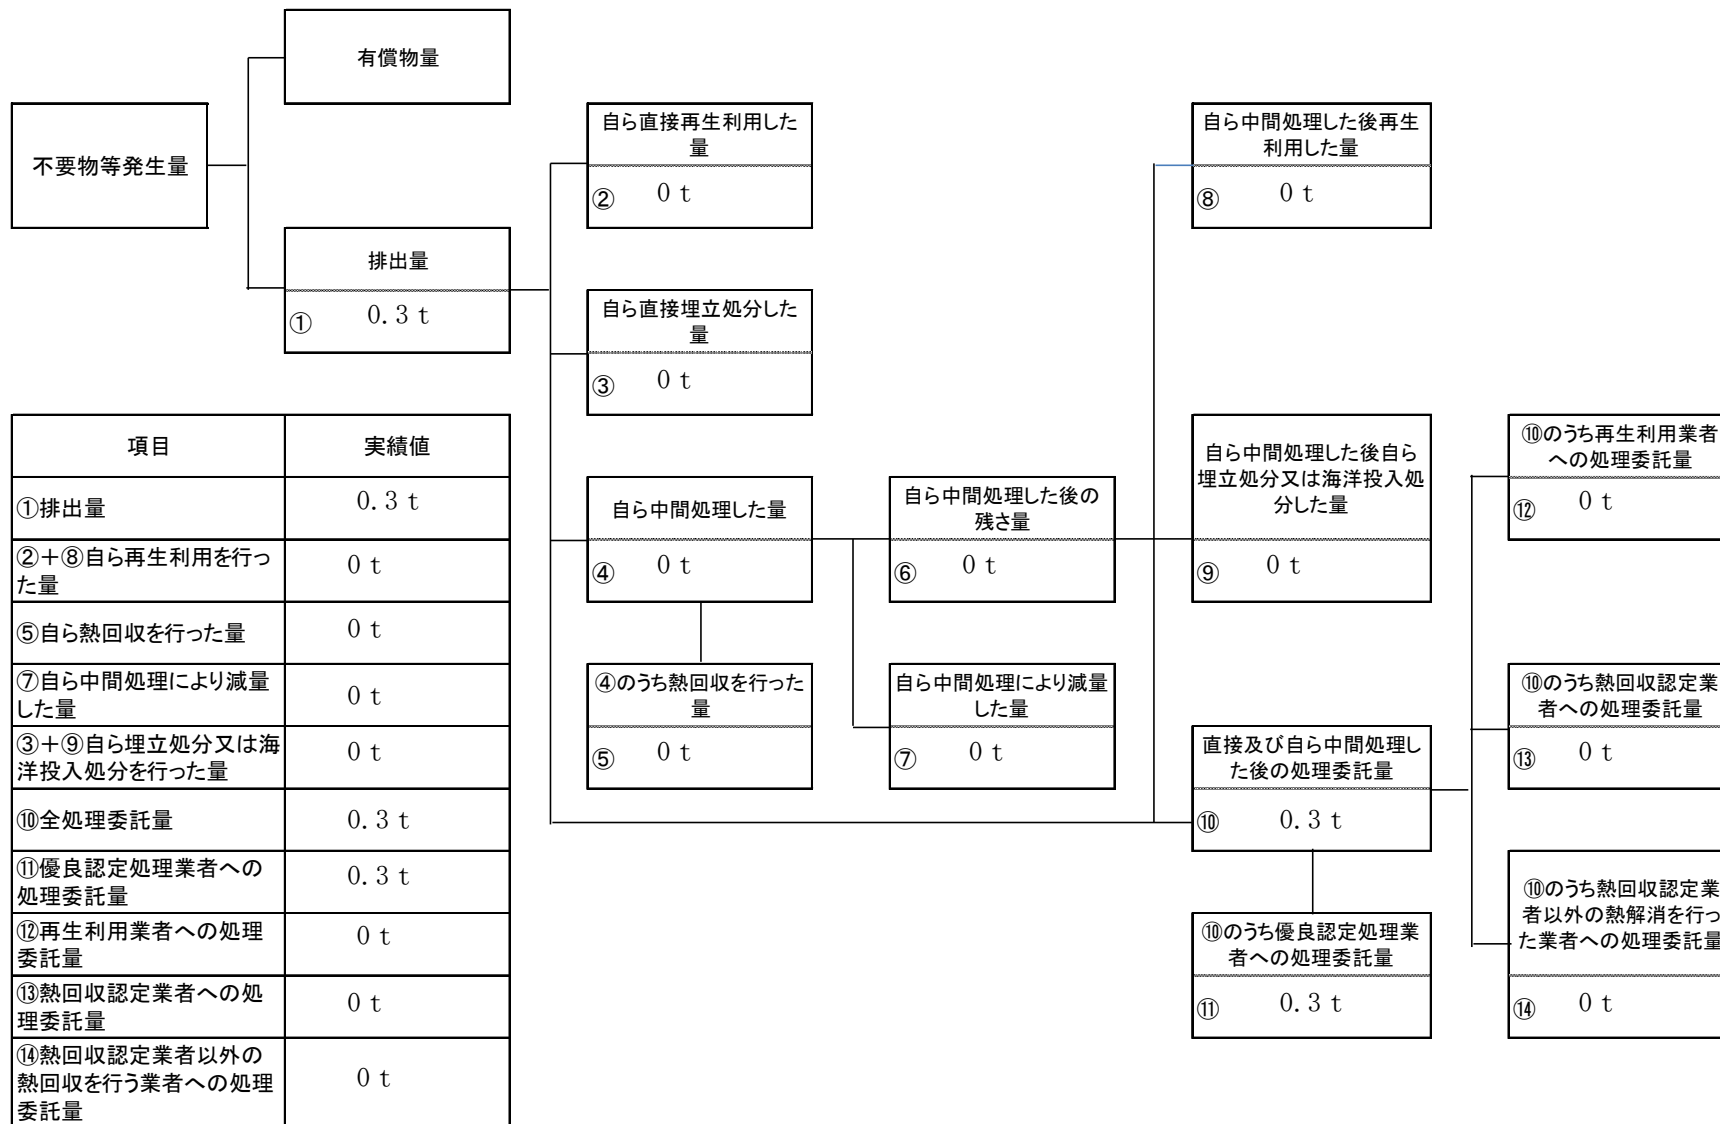 有償物量
不要物等発生量
排出量
① 0.3 t
自ら直接再生利用した
量
② 0 t
自ら直接埋立処分した
量
③ 0 t
自ら中間処理した量
④ 0 t
④のうち熱回収を行った
量
⑤ 0 t
自ら中間処理した後の
残さ量
⑥ 0 t
自ら中間処理により減量
した量
⑦ 0 t
自ら中間処理した後再生
利用した量
⑧ 0 t
自ら中間処理した後自ら
埋立処分又は海洋投入処
分した量
⑨ 0 t
直接及び自ら中間処理し
た後の処理委託量
⑩ 0.3 t
⑩のうち優良認定処理業
者への処理委託量
⑪ 0.3 t
⑩のうち再生利用業者
への処理委託量
⑫ 0 t
⑩のうち熱回収認定業
者への処理委託量
⑬ 0 t
⑩のうち熱回収認定業
者以外の熱解消を行っ
た業者への処理委託量
⑭ 0 t
項目 実績値
①排出量 0.3 t
②+⑧自ら再生利用を行っ
た量 0 t
⑤自ら熱回収を行った量 0 t
⑦自ら中間処理により減量
した量 0 t
③+⑨自ら埋立処分又は海
洋投入処分を行った量 0 t
⑩全処理委託量 0.3 t
⑪優良認定処理業者への
処理委託量 0.3 t
⑫再生利用業者への処理
委託量 0 t
⑬熱回収認定業者への処
理委託量 0 t
⑭熱回収認定業者以外の
熱回収を行う業者への処理
委託量 0 t